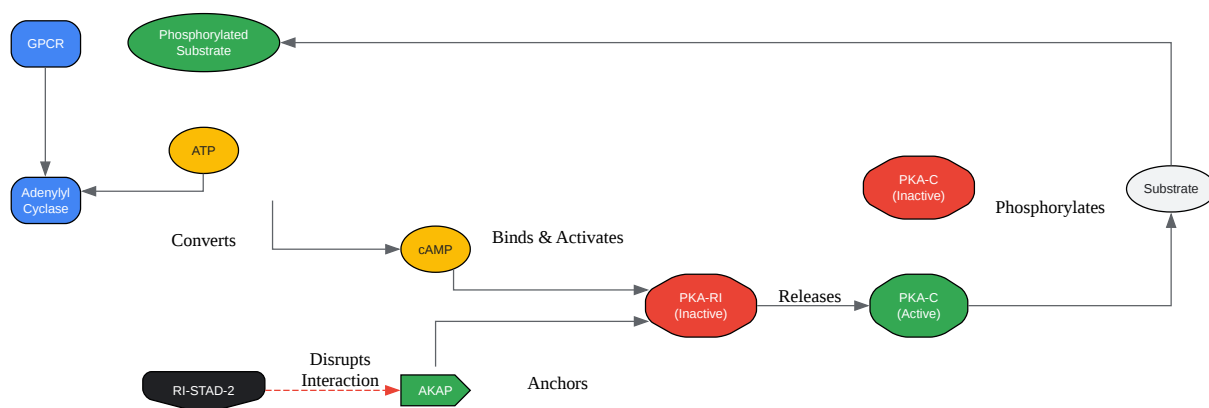 GPCR
Phosphorylated
Substrate
ATP
Adenylyl
Cyclase
PKA-C
(Inactive)
Substrate
Phosphorylates
Converts
cAMP
Binds & Activates
PKA-RI
(Inactive)
Releases
PKA-C
(Active)
Disrupts
Interaction
RI-STAD-2
AKAP
Anchors